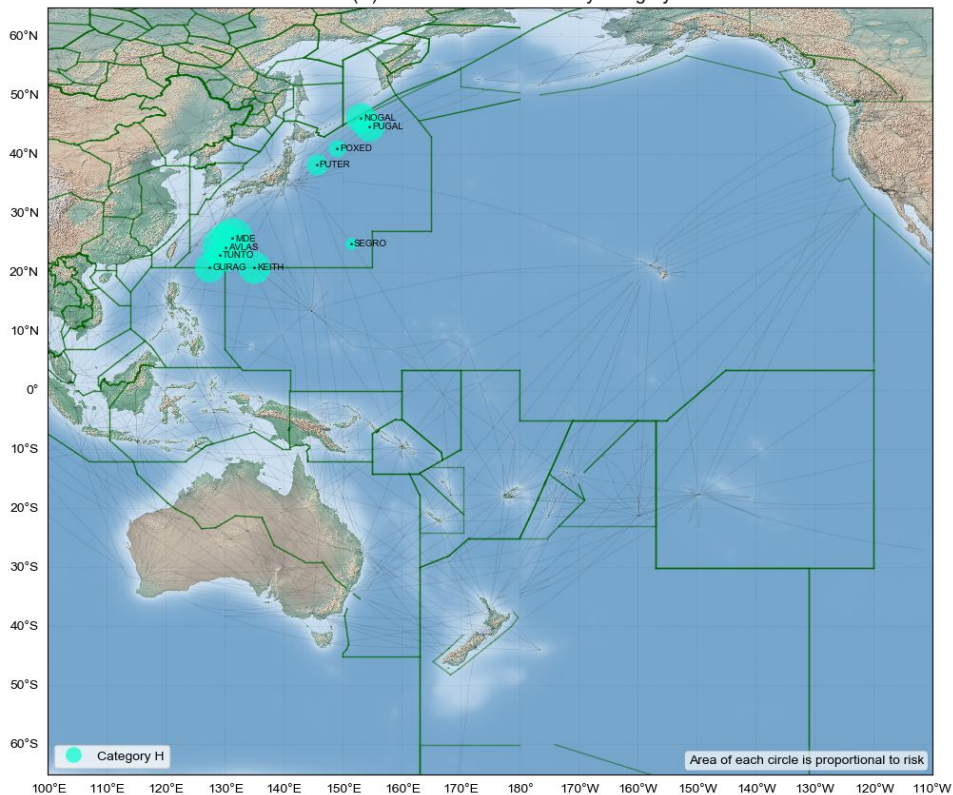 60°N
50°N
40°N
30°N
20°N
10°N
0°
10°S
20°S
30°S
40°S
50°S
60°S
NOGAL
PUGAL
POXED
PUTER
MDE
AVLAS
SEGRO
TUNTO
GURAG
KEITH
Category H
Area of each circle is proportional to risk
100°E 110°E 120°E 130°E 140°E 150°E 160°E 170°E 180° 170°W 160°W 150°W 140°W 130°W 120°W 110°W